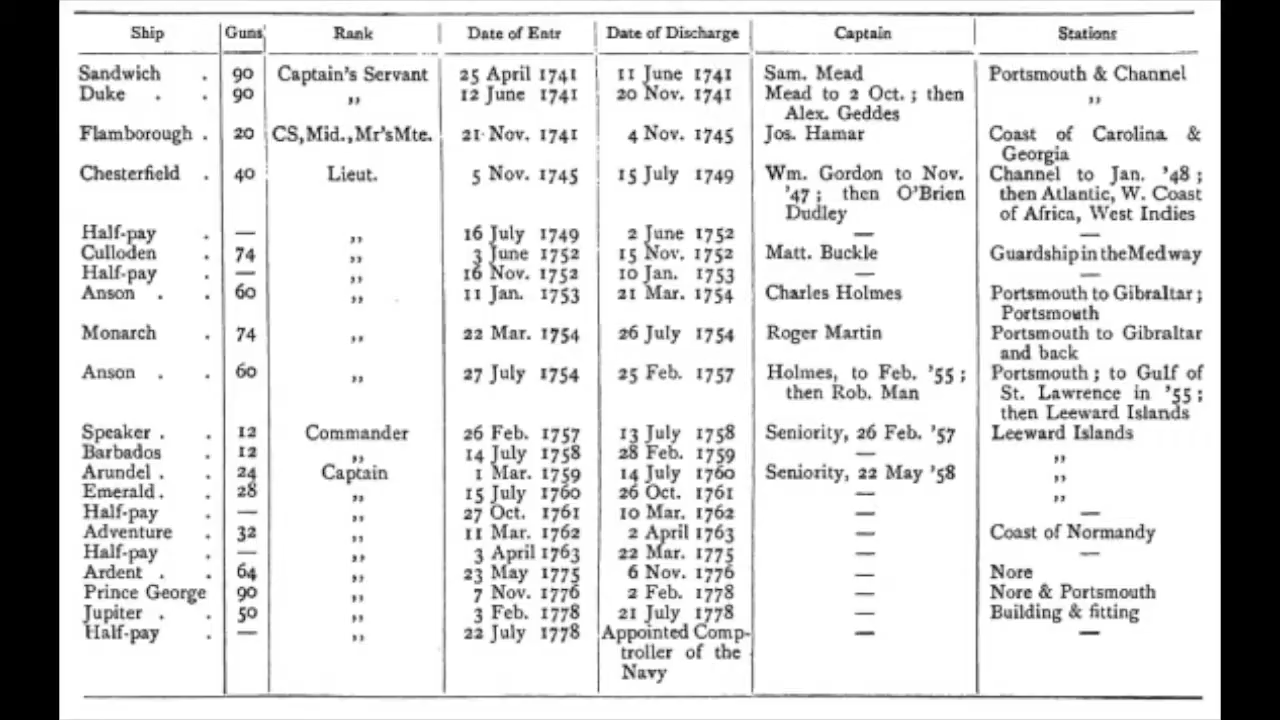 Ship Guns Rank Date of Entr Date of Discharge Captain Stations
Sandwich . 90 Captain's Servant 25 April 1741 11 June 1741 Sam. Mead Portsmouth & Channel
Duke . . 90 ,, 12 June 1741 20 Nov. 1741 Mead to 2 Oct. ; then ,,
Alex. Geddes
Flamborough . 20 CS, Mid., Mr's Mte. 21 Nov. 1741 4 Nov. 1745 Jos. Hamar Coast of Carolina &
Georgia
Chesterfield . 40 Lieut. 5 Nov. 1745 15 July 1749 Wm. Gordon to Nov. Channel to Jan. '48 ;
'47 ; then O'Brien then Atlantic, W. Coast
Dudley of Africa, West Indies
Half-pay . — ,, 16 July 1749 2 June 1752 — —
Culloden . 74 ,, 3 June 1752 15 Nov. 1752 Matt. Buckle Guardship in the Medway
Half-pay . — ,, 16 Nov. 1752 10 Jan. 1753 — —
Anson . . 60 ,, 11 Jan. 1753 21 Mar. 1754 Charles Holmes Portsmouth to Gibraltar ;
Portsmouth
Monarch . 74 ,, 22 Mar. 1754 26 July 1754 Roger Martin Portsmouth to Gibraltar
and back
Anson . . 60 ,, 27 July 1754 25 Feb. 1757 Holmes, to Feb. '55 ; Portsmouth ; to Gulf of
then Rob. Man St. Lawrence in '55 ;
then Leeward Islands
Speaker . . 12 Commander 26 Feb. 1757 13 July 1758 Seniority, 26 Feb. '57 Leeward Islands
Barbados . 12 ,, 14 July 1758 28 Feb. 1759 — ,,
Arundel . . 24 Captain 1 Mar. 1759 14 July 1760 Seniority, 22 May '58 ,,
Emerald . . 28 ,, 15 July 1760 26 Oct. 1761 — ,,
Half-pay . — ,, 27 Oct. 1761 10 Mar. 1762 — —
Adventure . 32 ,, 11 Mar. 1762 2 April 1763 — Coast of Normandy
Half-pay . — ,, 3 April 1763 22 Mar. 1775 — —
Ardent . . 64 ,, 23 May 1775 6 Nov. 1776 — Nore
Prince George 90 ,, 7 Nov. 1776 2 Feb. 1778 — Nore & Portsmouth
Jupiter . . 50 ,, 3 Feb. 1778 21 July 1778 — Building & fitting
Half-pay . — ,, 22 July 1778 Appointed Comp- — —
troller of the
Navy